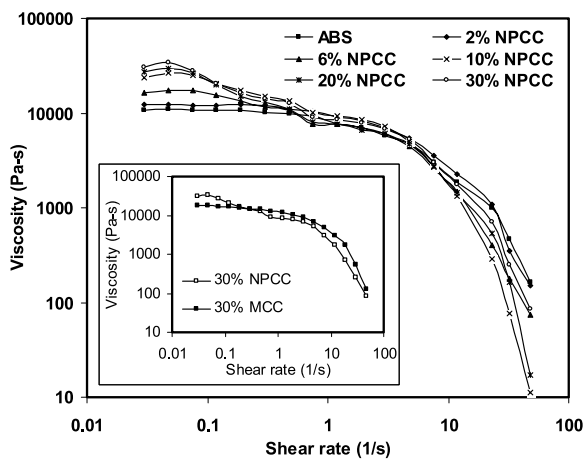 100000
10000
1000
100
10
Viscosity (Pa-s)
ABS
2% NPCC
6% NPCC
10% NPCC
20% NPCC
30% NPCC
100000
10000
1000
100
10
Viscosity (Pa-s)
30% NPCC
30% MCC
0.01 0.1 1 10 100
Shear rate (1/s)
0.01 0.1 1 10 100
Shear rate (1/s)